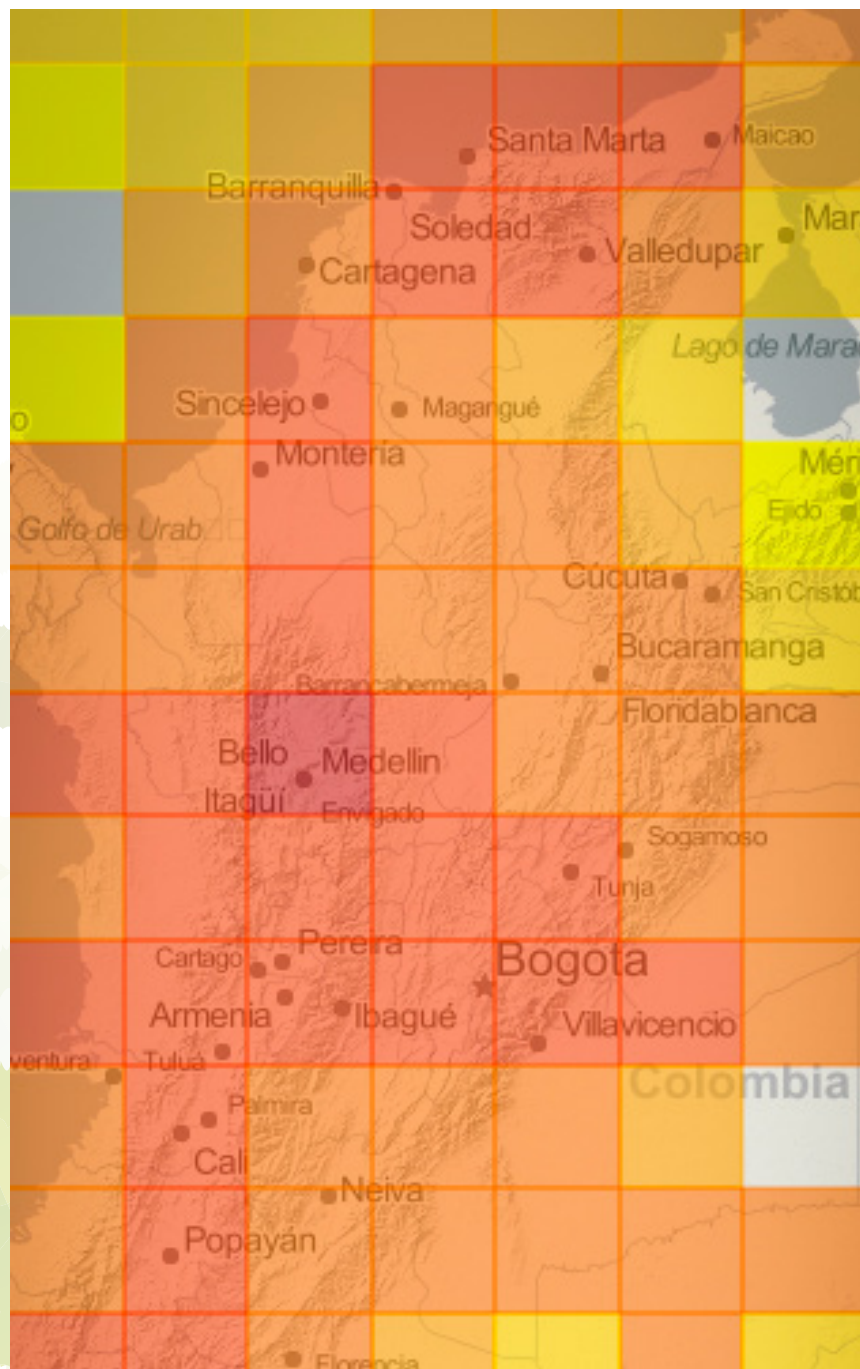 Santa Marta
Maicao
Barranquilla
Mar
Soledad
Valledupar
Cartagena
Lago de Mara
Sincelejo
Magangué
o
Montería
Méri
Ejido
Golfo de Urab
Cúcuta
San Cristób
Bucaramanga
Barrancabermeja
Floridablanca
Bello
Medellin
Itagüí
Envigado
Sogamoso
Tunja
Pereira
Cartago
Bogota
Armenia
Ibagué
Villavicencio
ventura
Tuluá
Colombia
Palmira
Cali
Neiva
Popayán
Florencia